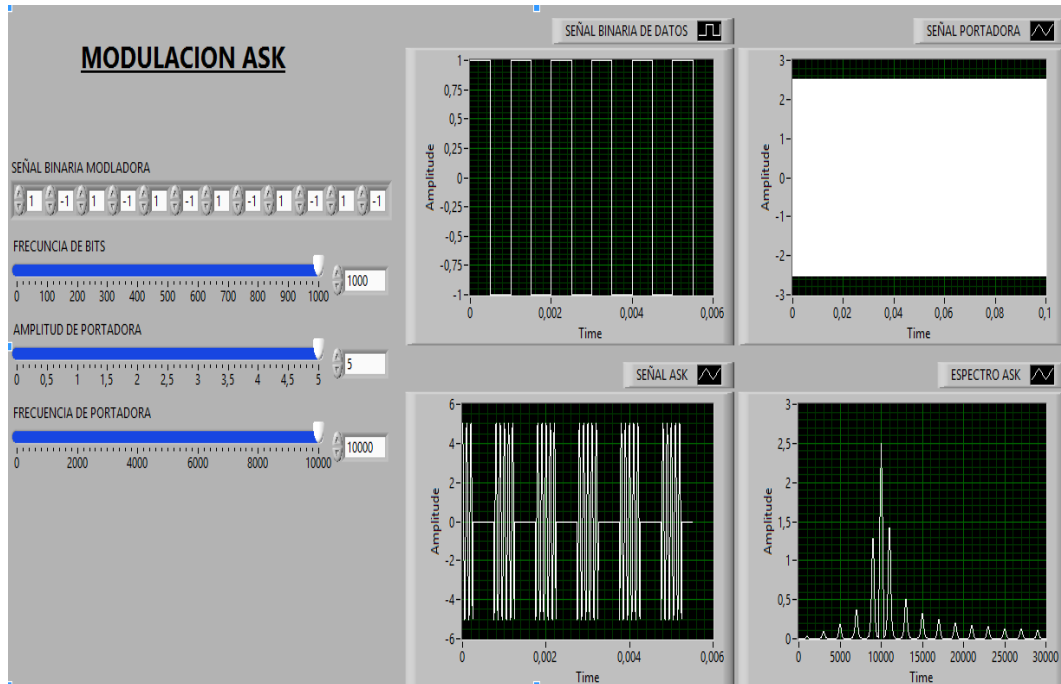 MODULACION ASK
SEÑAL BINARIA MODLADORA
1 -1 1 -1 1 -1 1 -1 1 -1 1 -1
FRECUNCIA DE BITS
0 100 200 300 400 500 600 700 800 900 1000
1000
AMPLITUD DE PORTADORA
0 0,5 1 1,5 2 2,5 3 3,5 4 4,5 5
5
FRECUENCIA DE PORTADORA
0 2000 4000 6000 8000 10000
10000
SEÑAL BINARIA DE DATOS
Amplitude
1
0,75
0,5
0,25
0
-0,25
-0,5
-0,75
-1
0 0,002 0,004 0,006
Time
SEÑAL PORTADORA
Amplitude
3
2
1
0
-1
-2
-3
0 0,02 0,04 0,06 0,08 0,1
Time
SEÑAL ASK
Amplitude
6
4
2
0
-2
-4
-6
0 0,002 0,004 0,006
Time
ESPECTRO ASK
Amplitude
3
2,5
2
1,5
1
0,5
0
0 5000 10000 15000 20000 25000 30000
Time